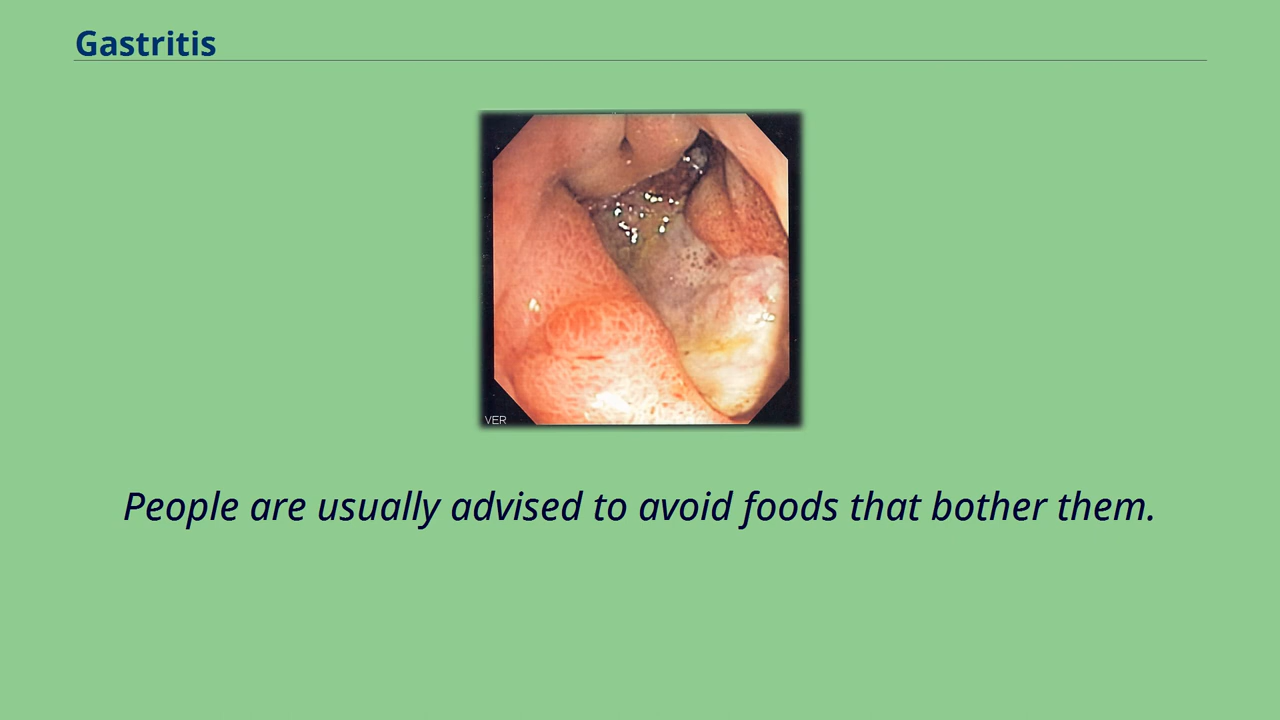 Gastritis
VER
People are usually advised to avoid foods that bother them.